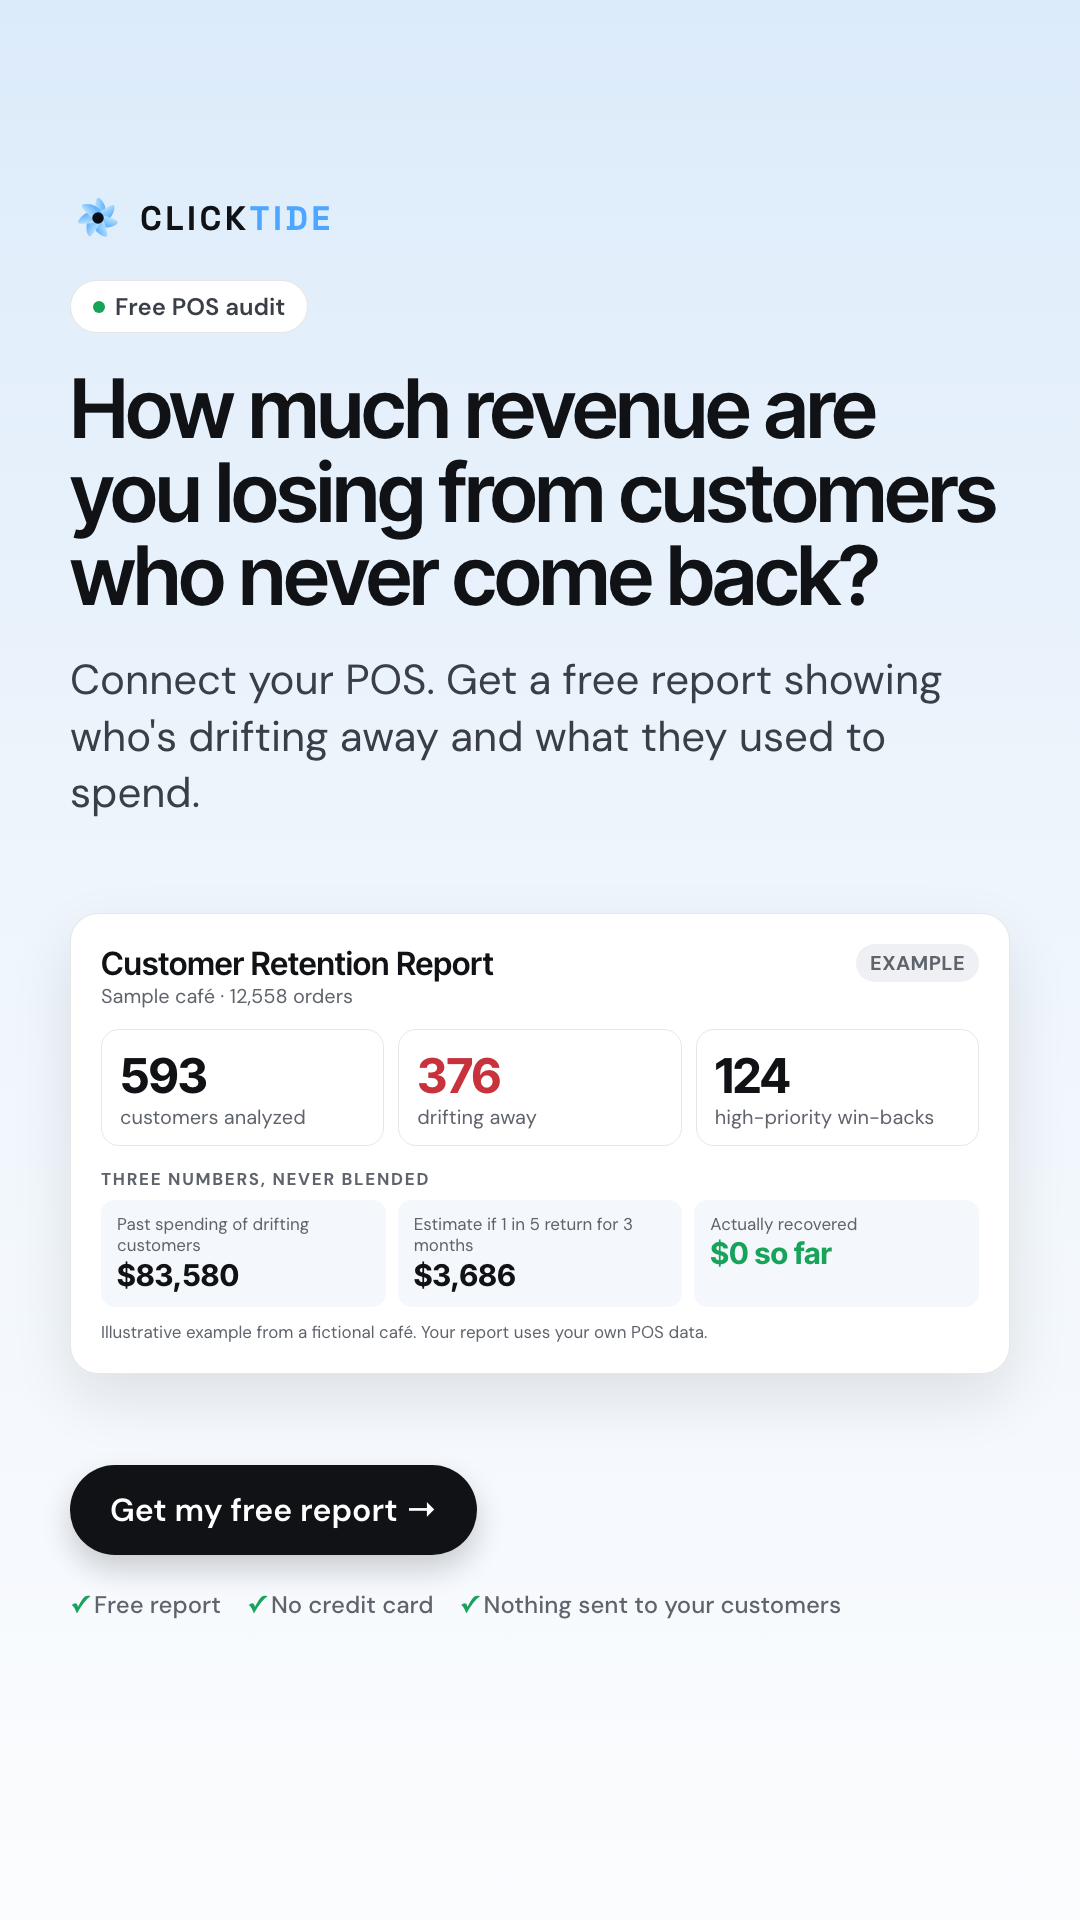 CLICKTIDE
Free POS audit
How much revenue are
you losing from customers
who never come back?
Connect your POS. Get a free report showing
who's drifting away and what they used to
spend.
Customer Retention Report
EXAMPLE
Sample café · 12,558 orders
593
customers analyzed
376
drifting away
124
high-priority win-backs
THREE NUMBERS, NEVER BLENDED
Past spending of drifting
customers
$83,580
Estimate if 1 in 5 return for 3
months
$3,686
Actually recovered
$0 so far
Illustrative example from a fictional café. Your report uses your own POS data.
Get my free report →
✓ Free report ✓ No credit card ✓ Nothing sent to your customers